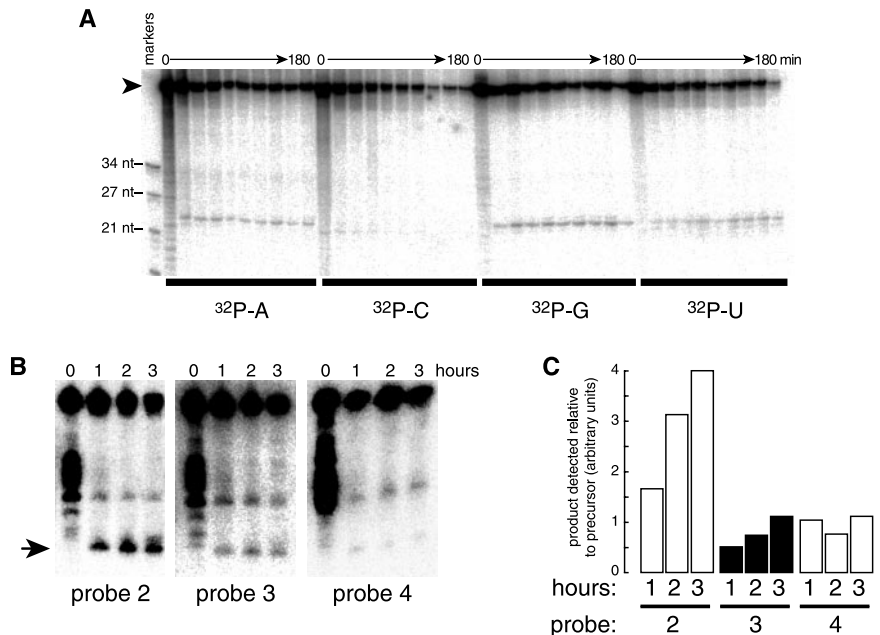 A
markers
0 180 0 180 0 180 0 180 min
34 nt
27 nt
21 nt
32P-A 32P-C 32P-G 32P-U
B
0 1 2 3 0 1 2 3 0 1 2 3 hours
probe 2 probe 3 probe 4
C
product detected relative
to precursor (arbitrary units)
4
3
2
1
0
hours: 1 2 3 1 2 3 1 2 3
probe: 2 3 4